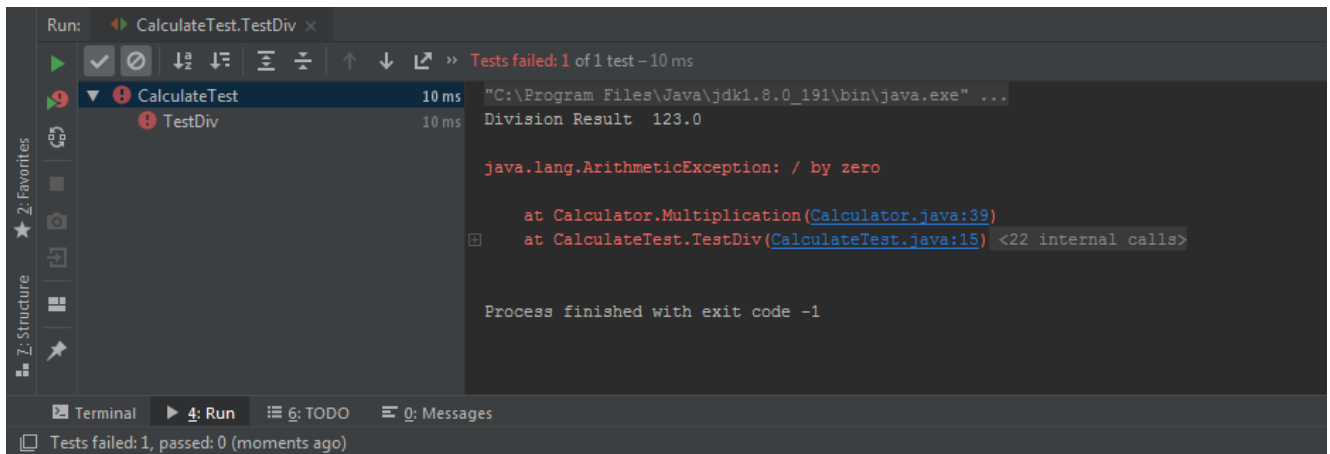 Run: CalculateTest.TestDiv ×
» Tests failed: 1 of 1 test – 10 ms
CalculateTest 10 ms
TestDiv 10 ms
"C:\Program Files\Java\jdk1.8.0_191\bin\java.exe" ...
Division Result  123.0
java.lang.ArithmeticException: / by zero
at Calculator.Multiplication(Calculator.java:39)
at CalculateTest.TestDiv(CalculateTest.java:15) <22 internal calls>
Process finished with exit code -1
2: Favorites
7: Structure
Terminal 4: Run 6: TODO 0: Messages
Tests failed: 1, passed: 0 (moments ago)